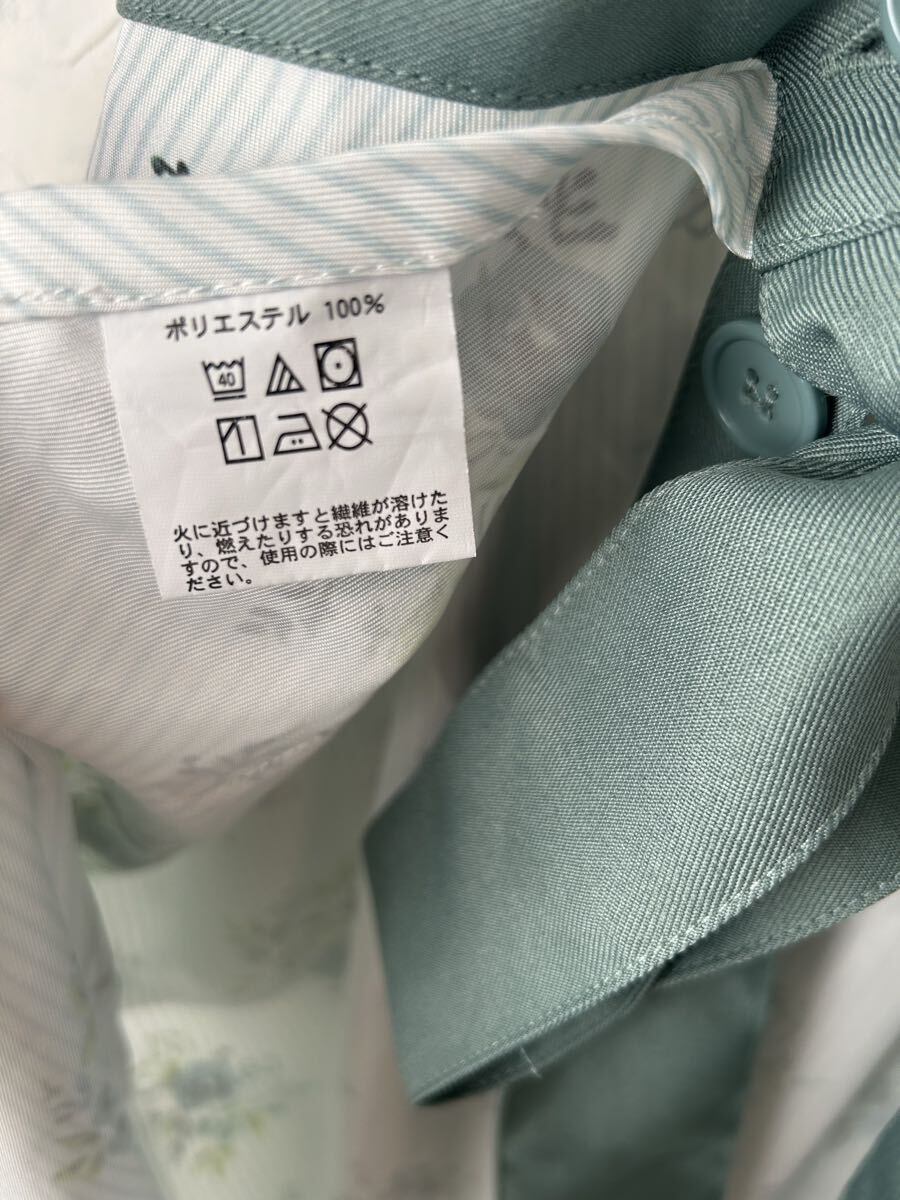 ポリエステル 100%
40
火に近づけますと繊維が溶けた
り、燃えたりする恐れがありま
すので、使用の際にはご注意く
ださい。